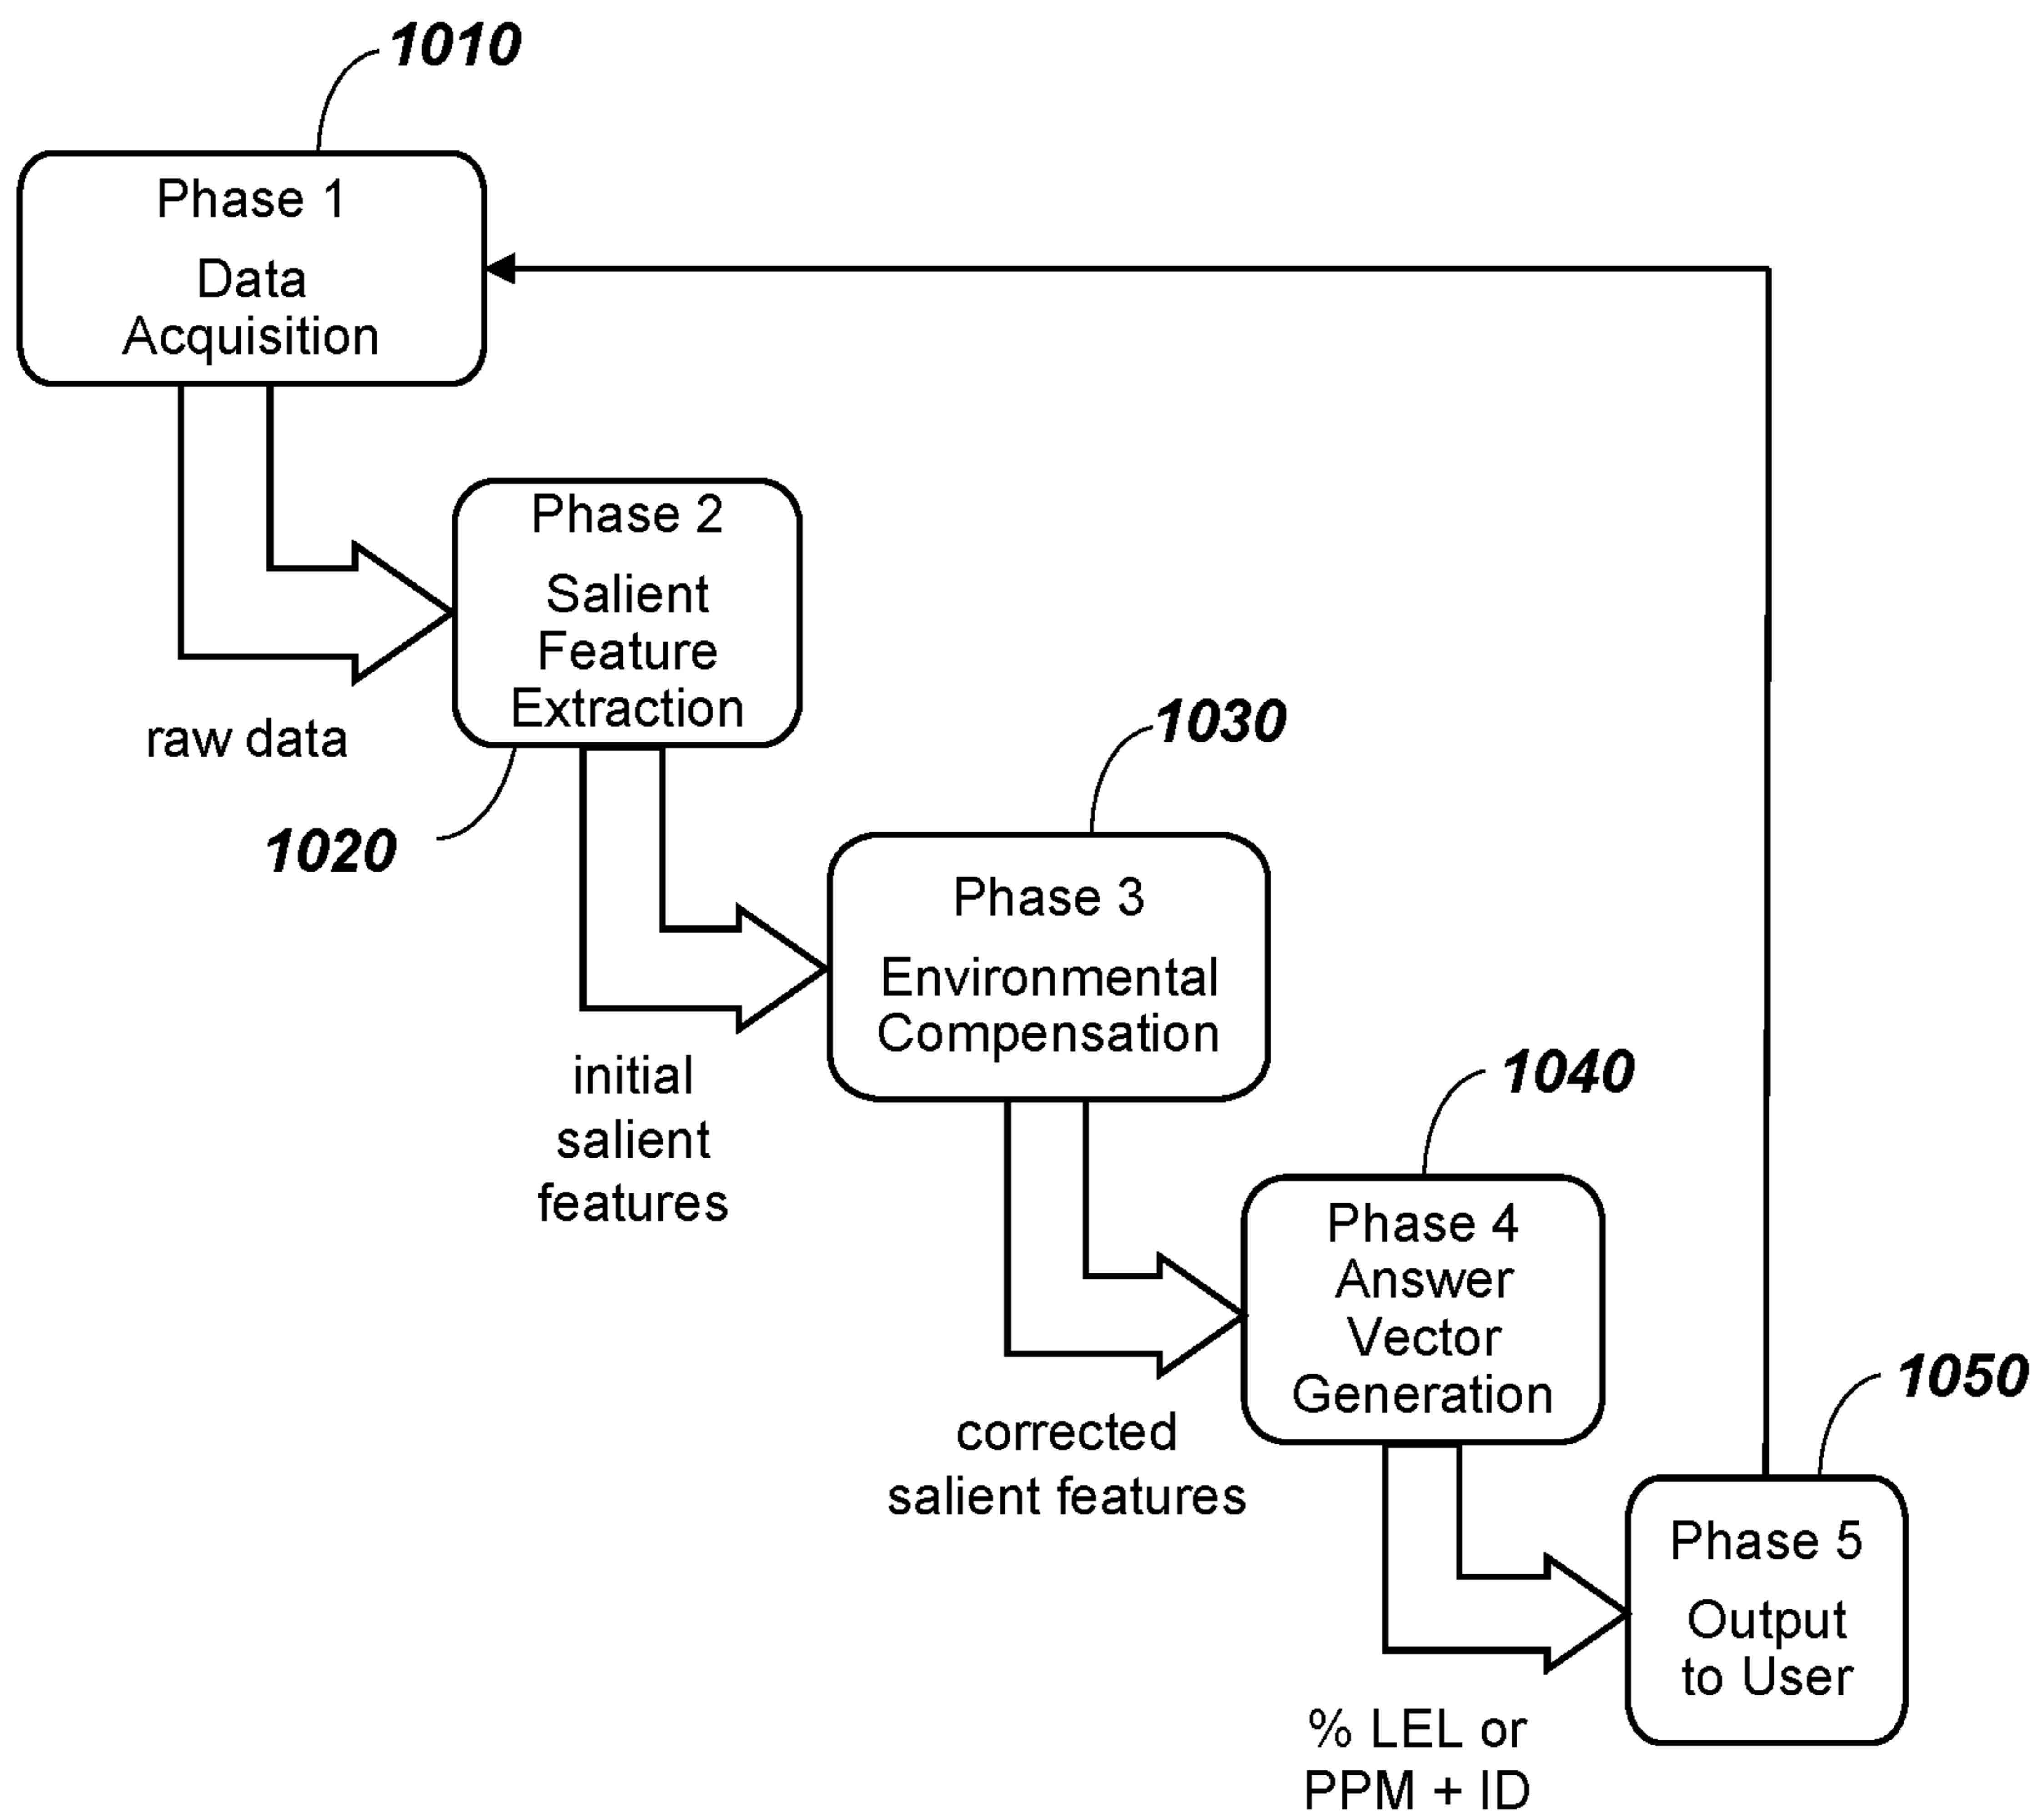 1010
Phase 1
Data
Acquisition
raw data
Phase 2
Salient
Feature
Extraction
1020
initial
salient
features
1030
Phase 3
Environmental
Compensation
corrected
salient features
1040
Phase 4
Answer
Vector
Generation
% LEL or
PPM + ID
1050
Phase 5
Output
to User